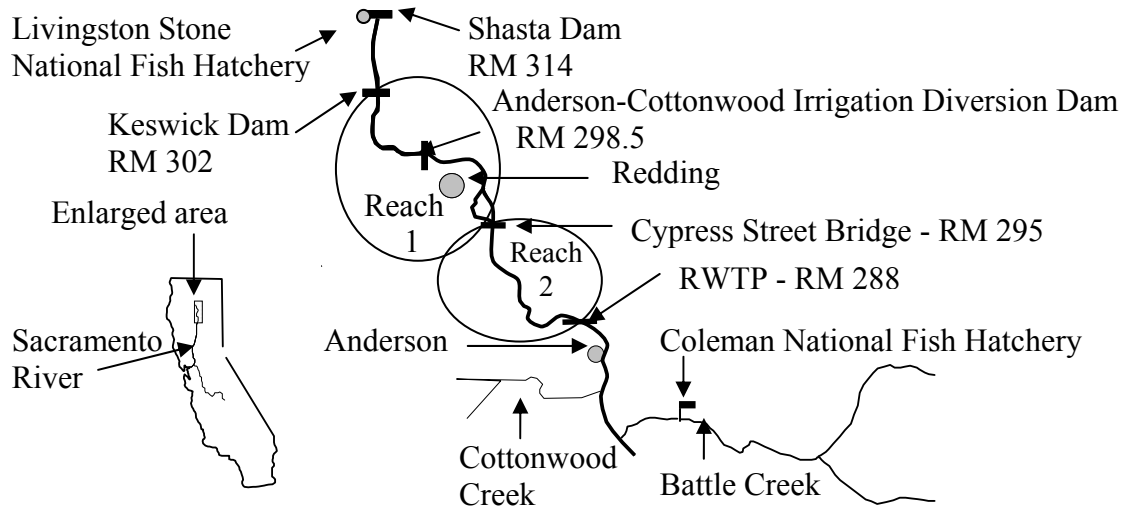 Livingston Stone
National Fish Hatchery
Shasta Dam
RM 314
Keswick Dam
RM 302
Anderson-Cottonwood Irrigation Diversion Dam
RM 298.5
Redding
Reach
1
Enlarged area
Cypress Street Bridge - RM 295
Reach
2
RWTP - RM 288
Sacramento
River
Anderson
Coleman National Fish Hatchery
Cottonwood
Creek
Battle Creek